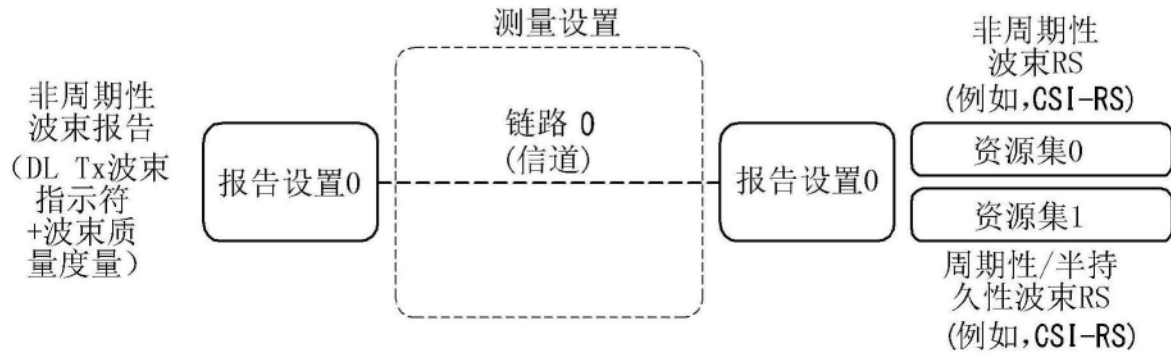 测量设置
非周期性
波束报告
(DL Tx波束
指示符
+波束质
量度量)
报告设置0
链路 0
(信道)
报告设置0
非周期性
波束RS
(例如,CSI-RS)
资源集0
资源集1
周期性/半持
久性波束RS
(例如,CSI-RS)